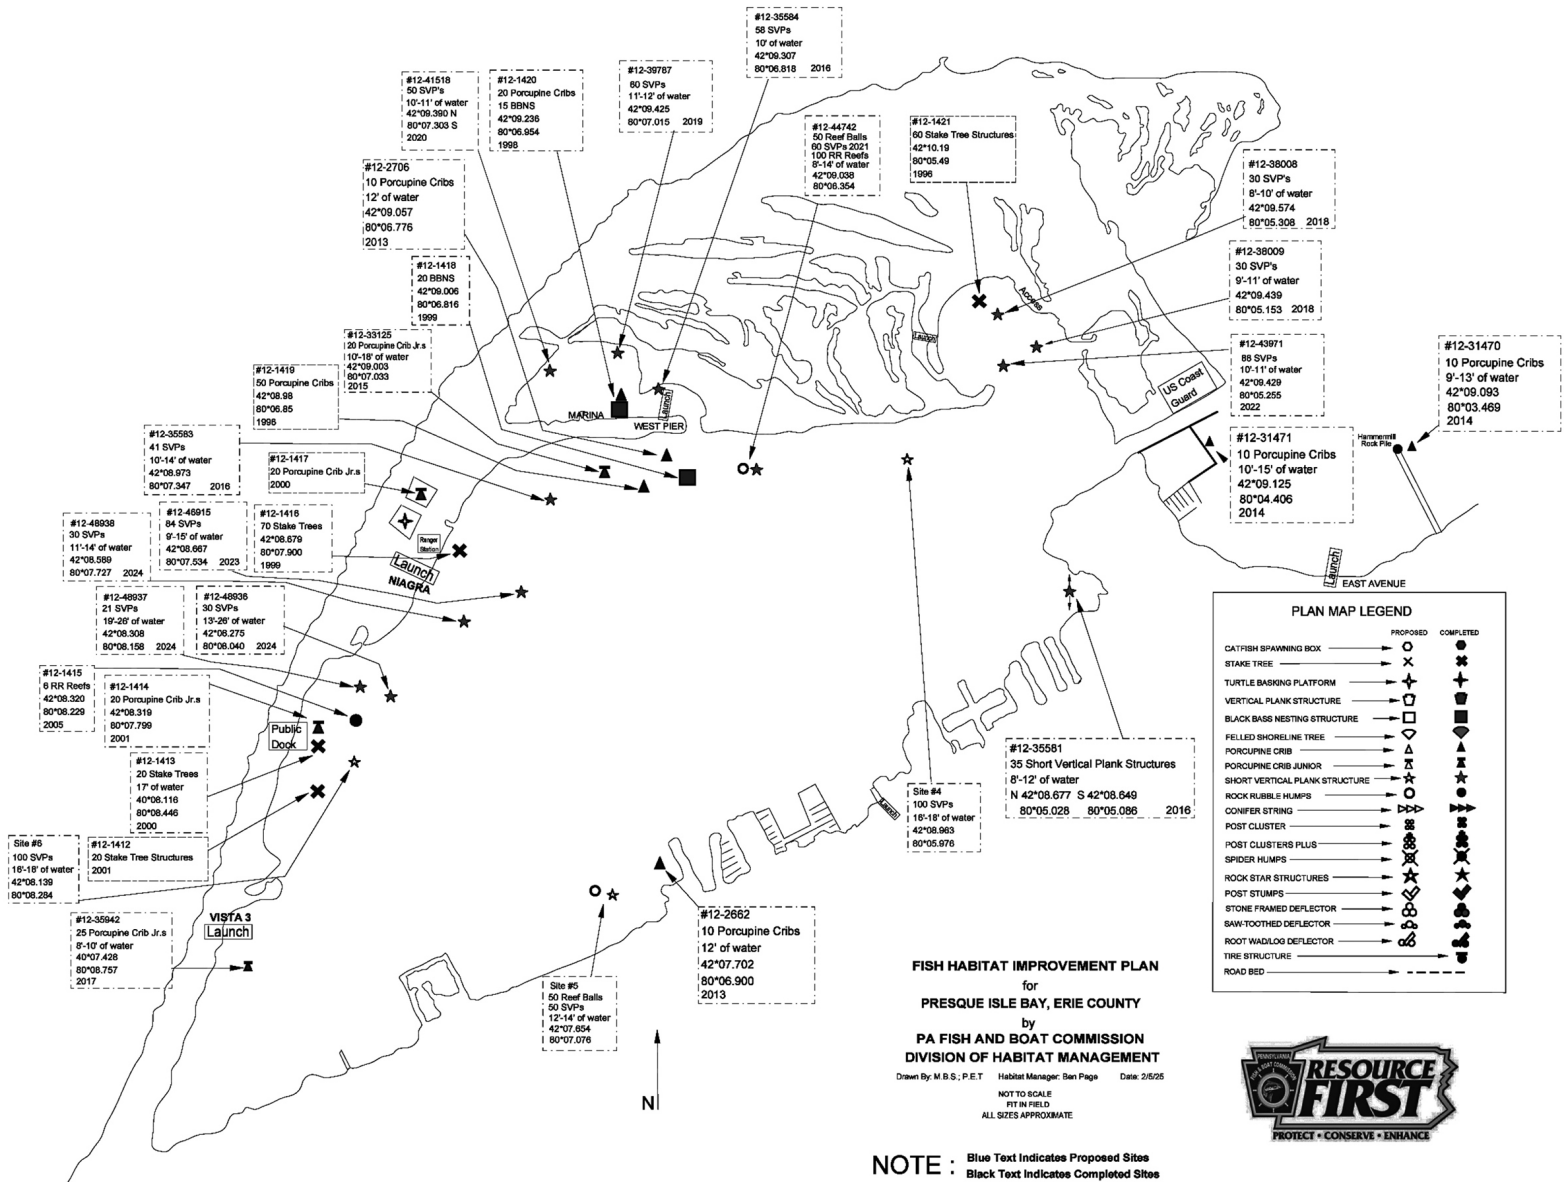 #12-35584
58 SVPs
10' of water
42*09.307
80*06.818 2016
#12-41518
50 SVP's
10'-11' of water
42*09.390 N
80*07.303 S
2020
#12-1420
20 Porcupine Cribs
15 BBNS
42*09.236
80*06.954
1998
#12-39787
60 SVPs
11'-12' of water
42*09.425
80*07.015 2019
#12-44742
50 Reef Balls
60 SVPs 2021
100 RR Reefs
8'-14' of water
42*09.038
80*06.354
#12-1421
60 Stake Tree Structures
42*10.19
80*05.49
1996
#12-38008
30 SVP's
8'-10' of water
42*09.574
80*05.308 2018
#12-2706
10 Porcupine Cribs
12' of water
42*09.057
80*06.776
2013
#12-38009
30 SVP's
9'-11' of water
42*09.439
80*05.153 2018
#12-1418
20 BBNS
42*09.006
80*06.816
1999
#12-33125
20 Porcupine Crib Jr.s
10'-18' of water
42*09.003
80*07.033
2015
#12-43971
88 SVPs
10'-11' of water
42*09.429
80*05.255
2022
#12-31470
10 Porcupine Cribs
9'-13' of water
42*09.093
80*03.469
2014
#12-1419
50 Porcupine Cribs
42*08.98
80*06.85
1996
#12-31471
10 Porcupine Cribs
10'-15' of water
42*09.125
80*04.406
2014
#12-35583
41 SVPs
10'-14' of water
42*08.973
80*07.347 2016
#12-1417
20 Porcupine Crib Jr.s
2000
#12-48938
30 SVPs
11'-14' of water
42*08.589
80*07.727 2024
#12-46915
84 SVPs
9'-15' of water
42*08.667
80*07.534 2023
#12-1416
70 Stake Trees
42*08.679
80*07.900
1999
#12-48937
21 SVPs
19'-26' of water
42*08.308
80*08.158 2024
#12-48936
30 SVPs
13'-26' of water
42*08.275
80*08.040 2024
#12-1415
6 RR Reefs
42*08.320
80*08.229
2005
#12-1414
20 Porcupine Crib Jr.s
42*08.319
80*07.799
2001
#12-1413
20 Stake Trees
17' of water
40*08.116
80*08.446
2000
Site #6
100 SVPs
16'-18' of water
42*08.139
80*08.284
#12-1412
20 Stake Tree Structures
2001
#12-35942
25 Porcupine Crib Jr.s
8'-10' of water
40*07.428
80*08.757
2017
#12-35581
35 Short Vertical Plank Structures
8'-12' of water
N 42*08.677 S 42*08.649
80*05.028 80*05.086 2016
Site #4
100 SVPs
16'-18' of water
42*08.963
80*05.976
#12-2662
10 Porcupine Cribs
12' of water
42*07.702
80*06.900
2013
Site #5
50 Reef Balls
50 SVPs
12'-14' of water
42*07.654
80*07.076
Access
Launch
US Coast
Guard
Hammermill
Rock Pile
MARINA
Launch
WEST PIER
Ranger
Station
Launch
NIAGRA
Launch
EAST AVENUE
Public
Dock
Launch
VISTA 3
Launch
PLAN MAP LEGEND
PROPOSED COMPLETED
CATFISH SPAWNING BOX
STAKE TREE
TURTLE BASKING PLATFORM
VERTICAL PLANK STRUCTURE
BLACK BASS NESTING STRUCTURE
FELLED SHORELINE TREE
PORCUPINE CRIB
PORCUPINE CRIB JUNIOR
SHORT VERTICAL PLANK STRUCTURE
ROCK RUBBLE HUMPS
CONIFER STRING
POST CLUSTER
POST CLUSTERS PLUS
SPIDER HUMPS
ROCK STAR STRUCTURES
POST STUMPS
STONE FRAMED DEFLECTOR
SAW-TOOTHED DEFLECTOR
ROOT WAD/LOG DEFLECTOR
TIRE STRUCTURE
ROAD BED
N
FISH HABITAT IMPROVEMENT PLAN
for
PRESQUE ISLE BAY, ERIE COUNTY
by
PA FISH AND BOAT COMMISSION
DIVISION OF HABITAT MANAGEMENT
Drawn By: M.B.S.; P.E.T Habitat Manager: Ben Page Date: 2/5/25
NOT TO SCALE
FIT IN FIELD
ALL SIZES APPROXIMATE
PENNSYLVANIA
FISH & BOAT COMMISSION
RESOURCE
FIRST
PROTECT • CONSERVE • ENHANCE
NOTE : Blue Text Indicates Proposed Sites
Black Text Indicates Completed Sites